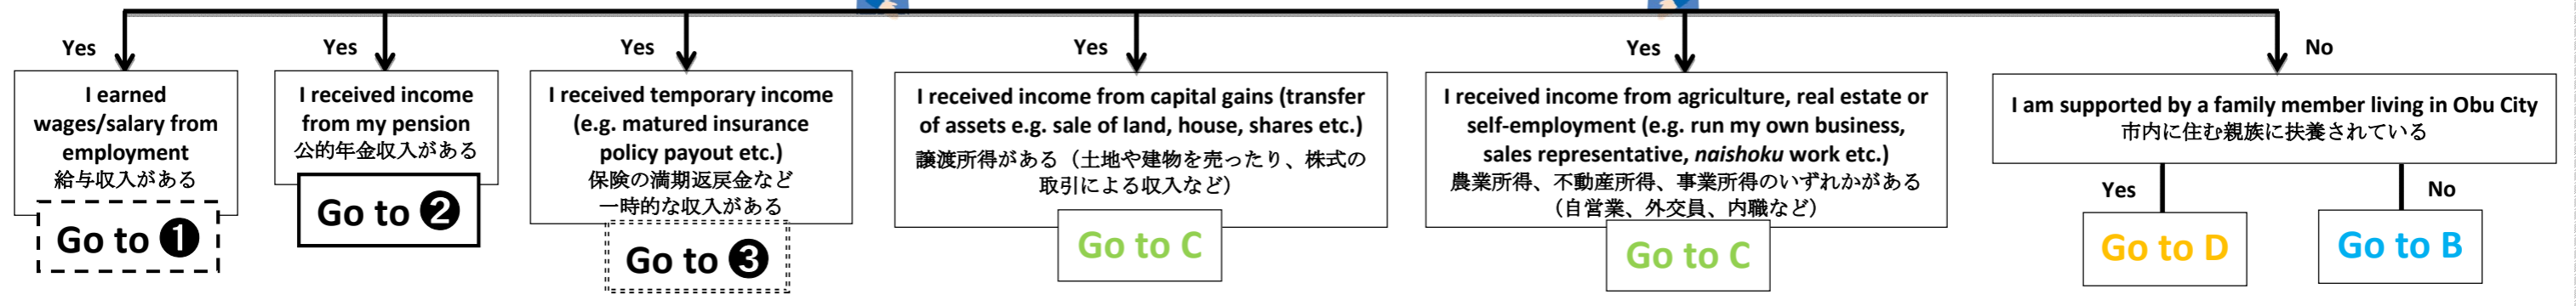 Yes
I earned
wages/salary from
employment
給与収入がある
Go to ❶
Yes
I received income
from my pension
公的年金収入がある
Go to ❷
Yes
I received temporary income
(e.g. matured insurance
policy payout etc.)
保険の満期返戻金など
一時的な収入がある
Go to ❸
Yes
I received income from capital gains (transfer
of assets e.g. sale of land, house, shares etc.)
譲渡所得がある（土地や建物を売ったり、株式の
取引による収入など）
Go to C
Yes
I received income from agriculture, real estate or
self-employment (e.g. run my own business,
sales representative, naishoku work etc.)
農業所得、不動産所得、事業所得のいずれかがある
（自営業、外交員、内職など）
Go to C
No
I am supported by a family member living in Obu City
市内に住む親族に扶養されている
Yes
Go to D
No
Go to B